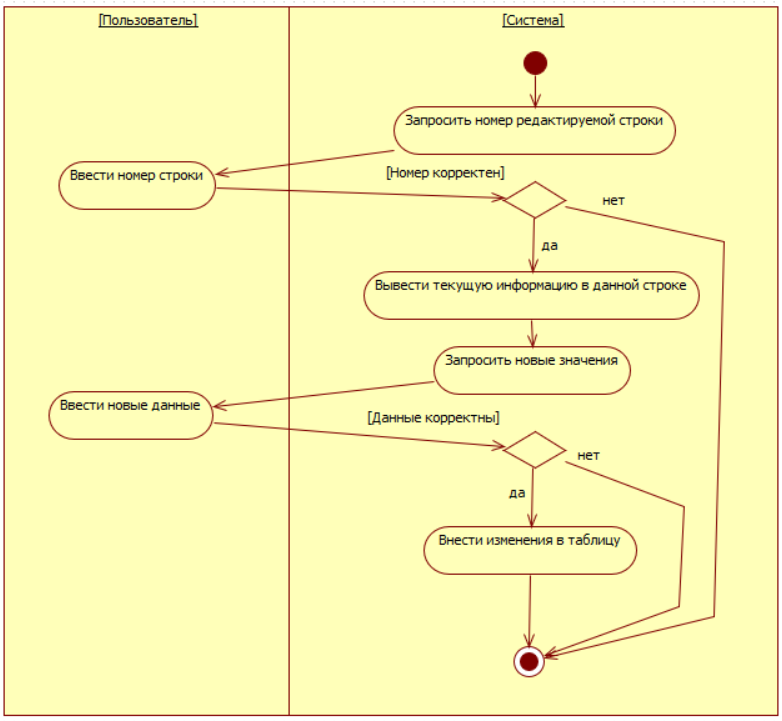 [Пользователь]
[Система]
Запросить номер редактируемой строки
Ввести номер строки
[Номер корректен]
нет
да
Вывести текущую информацию в данной строке
Запросить новые значения
Ввести новые данные
[Данные корректны]
нет
да
Внести изменения в таблицу